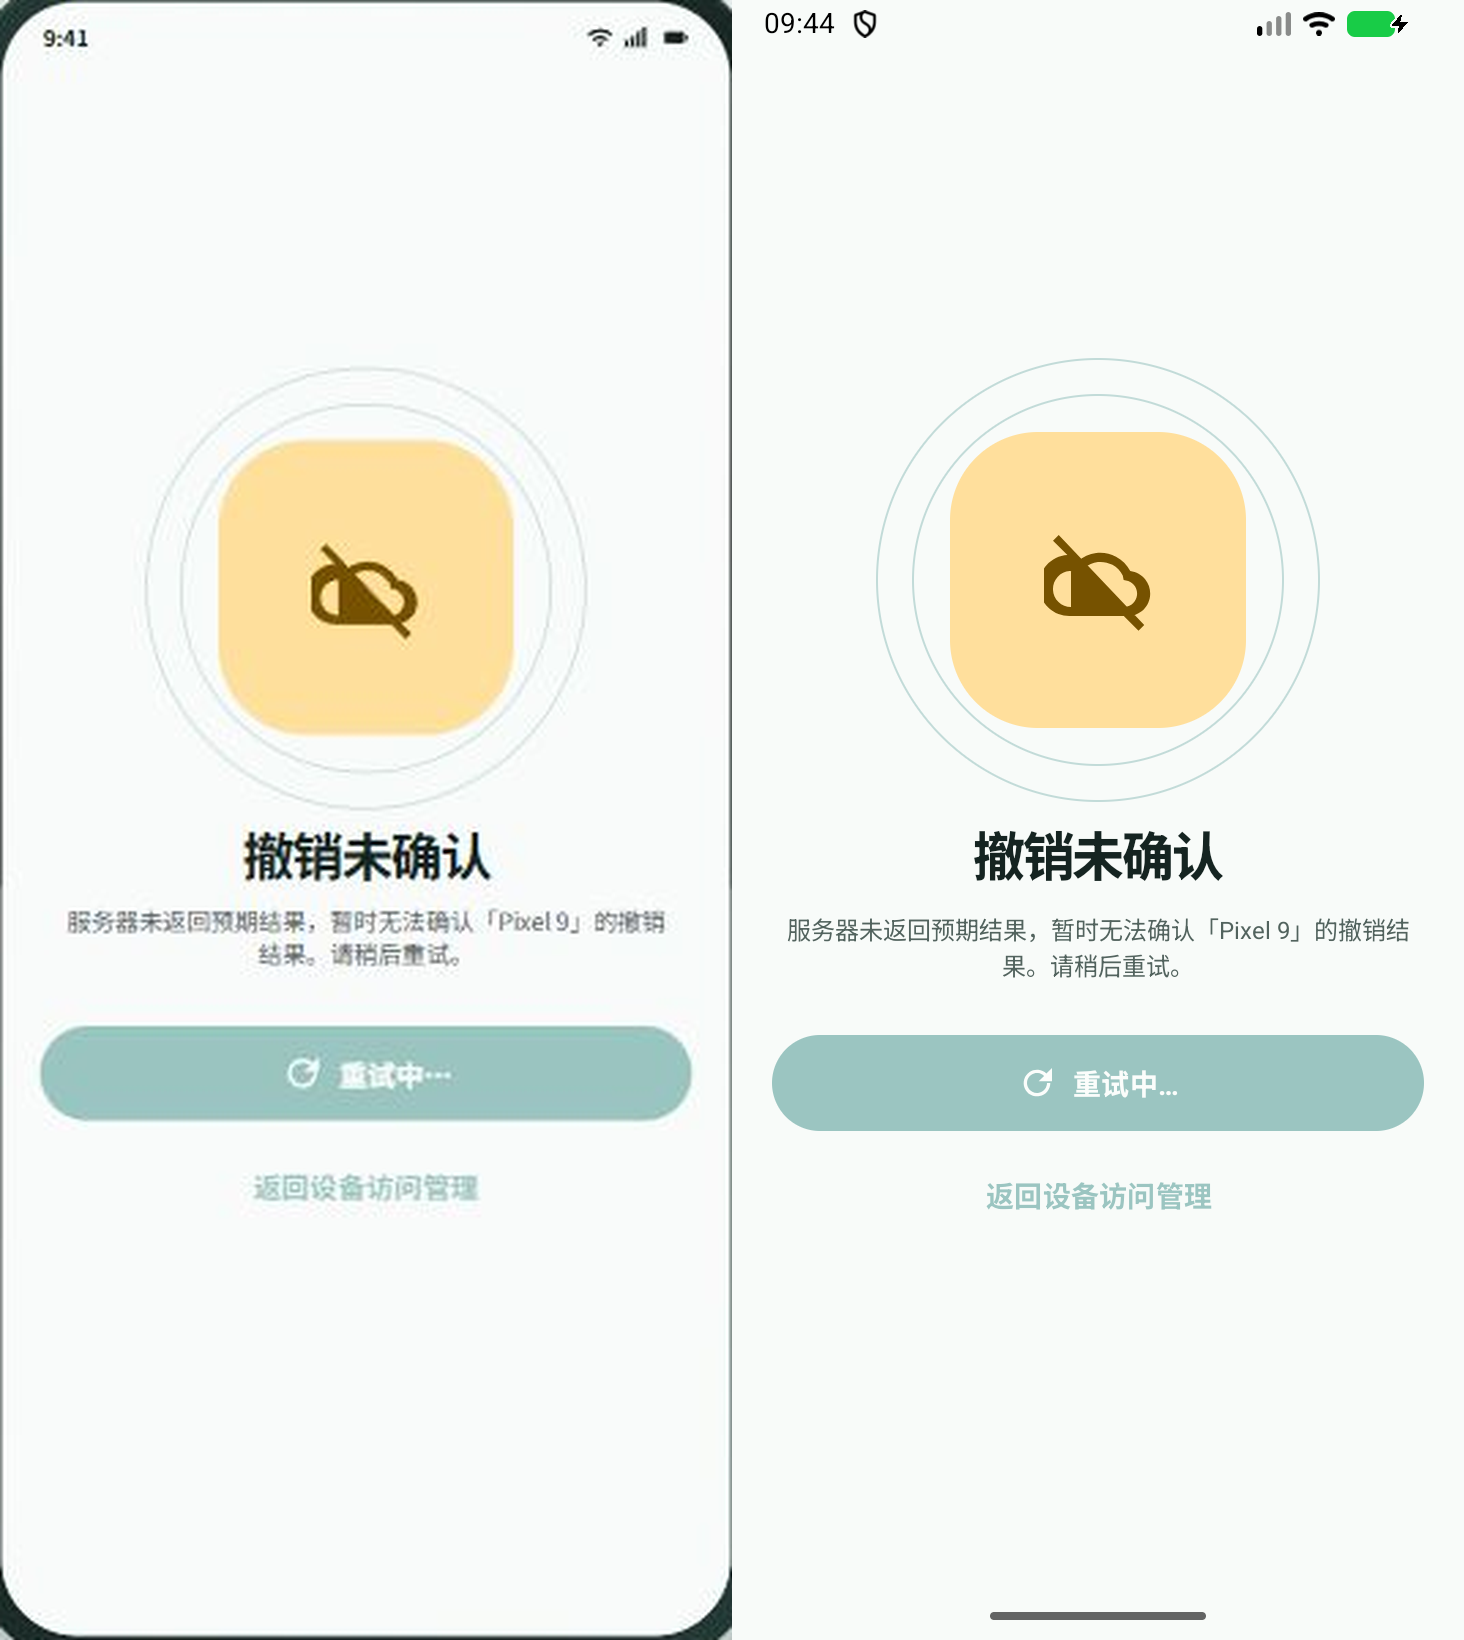 9:41
撤销未确认
服务器未返回预期结果，暂时无法确认「Pixel 9」的撤销
结果。请稍后重试。
重试中…
返回设备访问管理
09:44
撤销未确认
服务器未返回预期结果，暂时无法确认「Pixel 9」的撤销结
果。请稍后重试。
重试中...
返回设备访问管理